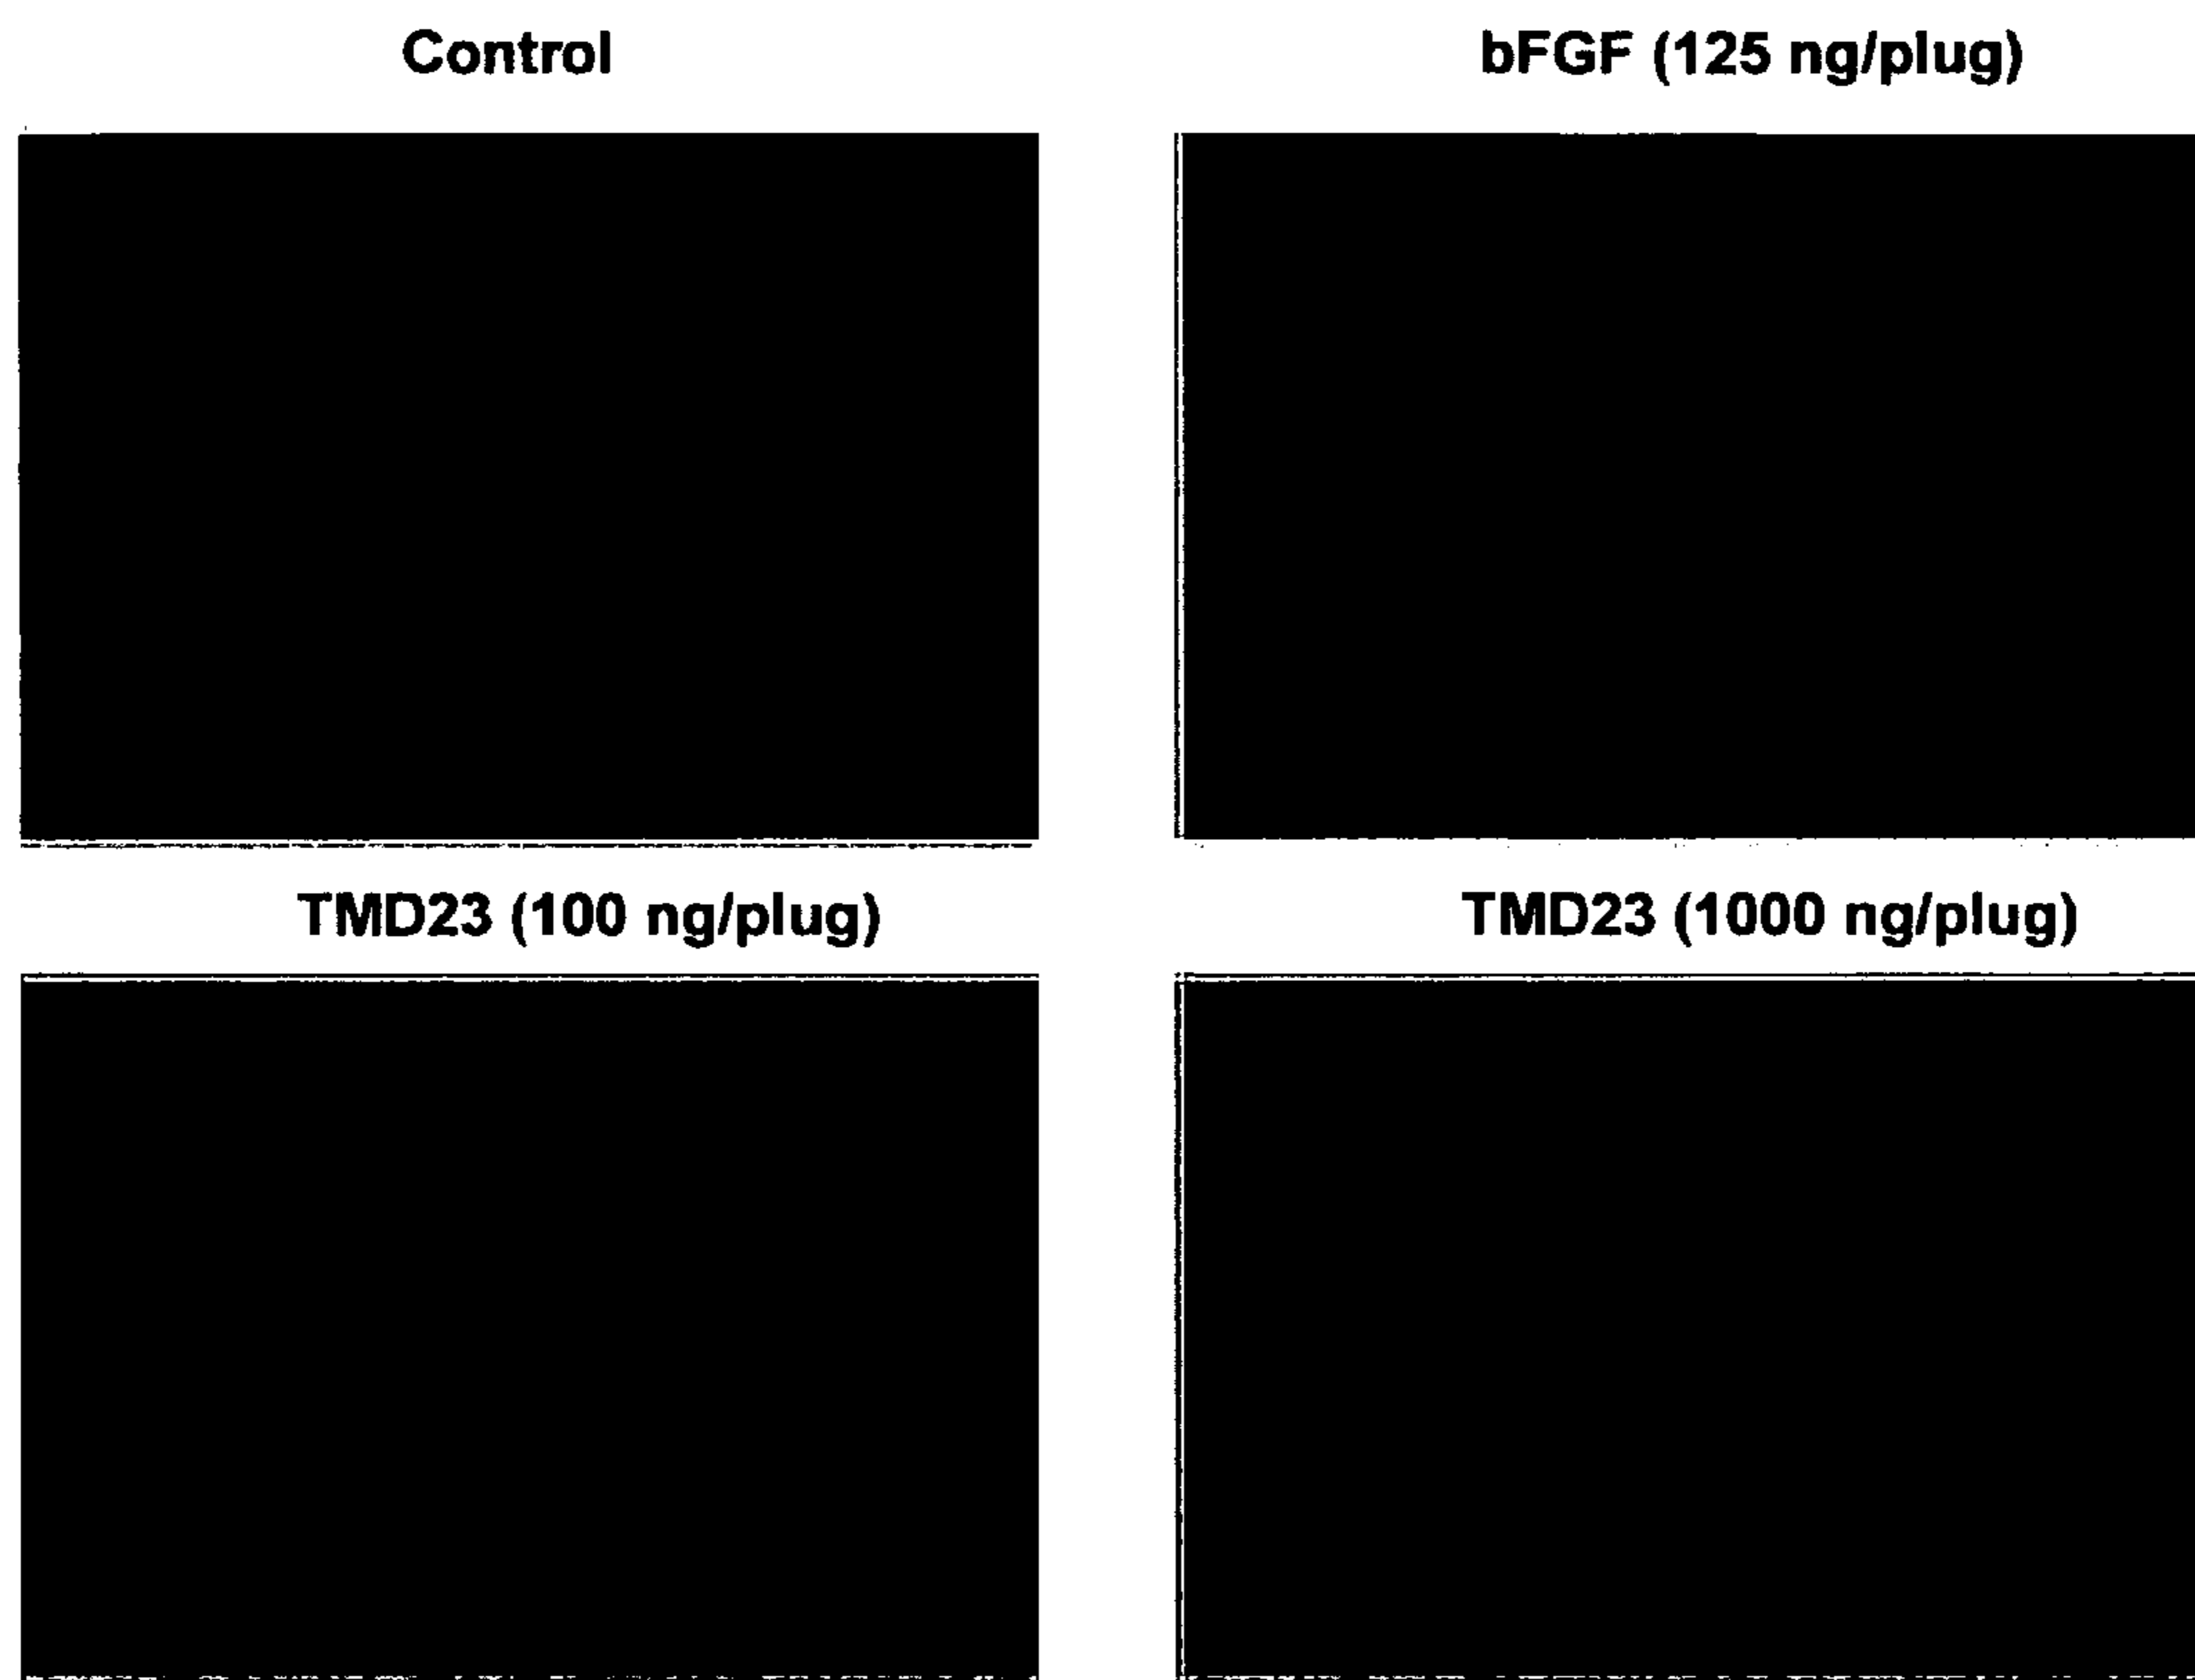 Control
bFGF (125 ng/plug)
TMD23 (100 ng/plug)
TMD23 (1000 ng/plug)